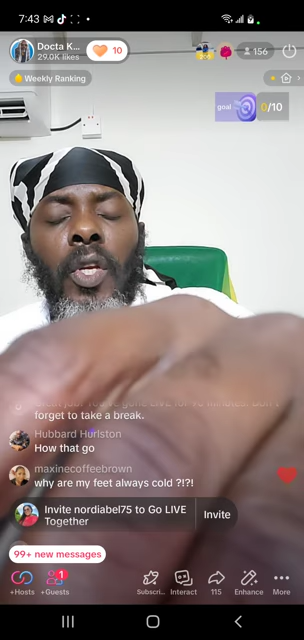 7:43
Docta K...
29.0K likes
10
156
Weekly Ranking
goal
0/10
forget to take a break.
Hubbard Hurlston
How that go
maxinecoffeebrown
why are my feet always cold ?!?!
Invite nordiabel75 to Go LIVE
Together
Invite
99+ new messages
1
+Hosts
+Guests
Subscri...
Interact
115
Enhance
More